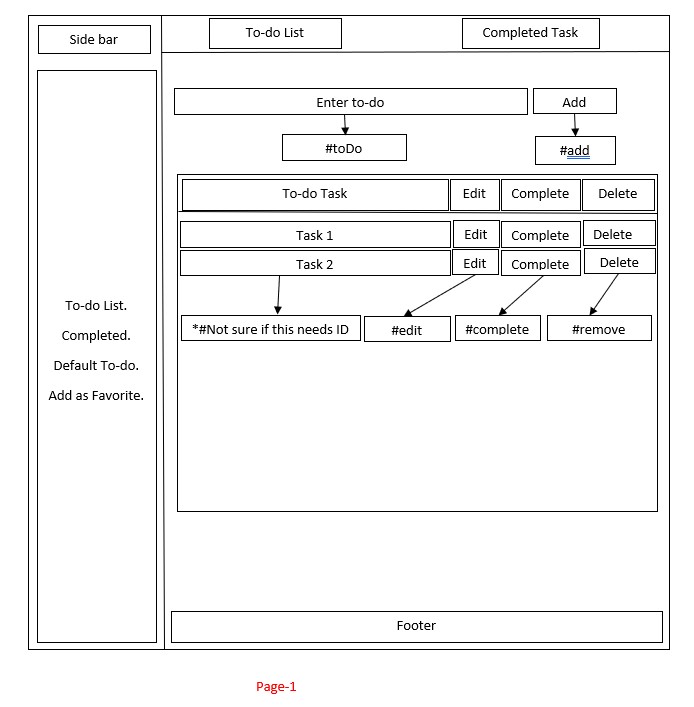 Side bar
To-do List
Completed Task
Enter to-do
Add
#toDo
#add
To-do Task Edit Complete Delete
Task 1 Edit Complete Delete
Task 2 Edit Complete Delete
*#Not sure if this needs ID
#edit
#complete
#remove
To-do List.
Completed.
Default To-do.
Add as Favorite.
Footer
Page-1